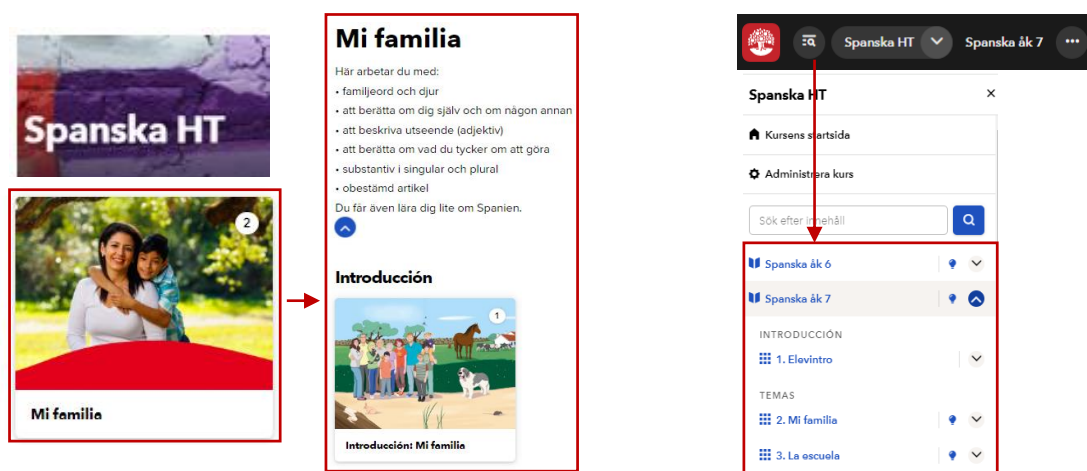 Spanska HT
2
Mi familia
Mi familia
Här arbetar du med:
• familjeord och djur
• att berätta om dig själv och om någon annan
• att beskriva utseende (adjektiv)
• att berätta om vad du tycker om att göra
• substantiv i singular och plural
• obestämd artikel
Du får även lära dig lite om Spanien.
Introducción
1
Introducción: Mi familia
Spanska HT Spanska åk 7 •••
Spanska HT ×
Kursens startsida
Administrera kurs
Sök efter innehåll
Spanska åk 6
Spanska åk 7
INTRODUCCIÓN
1. Elevintro
TEMAS
2. Mi familia
3. La escuela